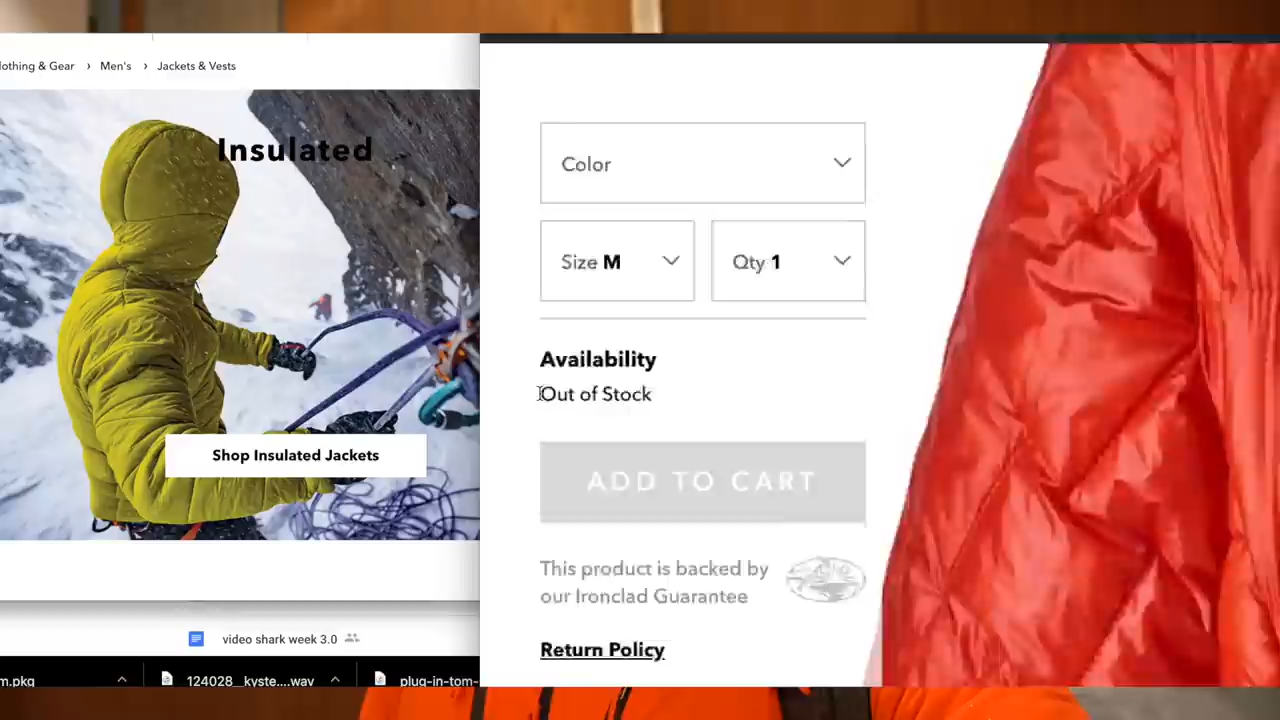 lothing & Gear › Men's › Jackets & Vests
Insulated
Shop Insulated Jackets
video shark week 3.0
m.pkg
124028__kyste....wav
plug-in-tom-
Color
Size M
Qty 1
Availability
Out of Stock
ADD TO CART
This product is backed by
our Ironclad Guarantee
Return Policy